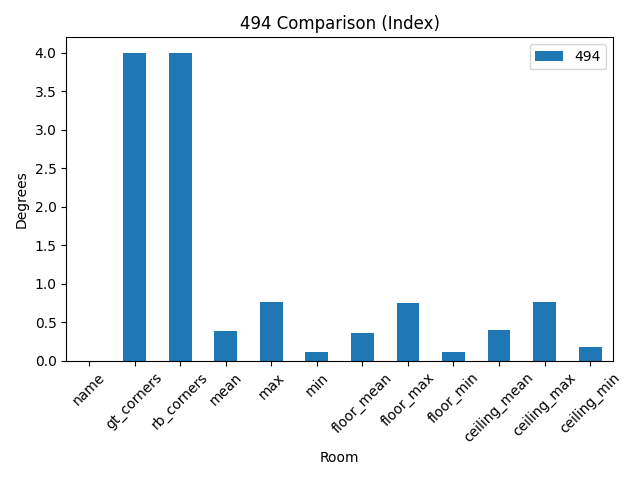 494 Comparison (Index)
494
Degrees
4.0
3.5
3.0
2.5
2.0
1.5
1.0
0.5
0.0
name
gt_corners
rb_corners
mean
max
min
floor_mean
floor_max
floor_min
ceiling_mean
ceiling_max
ceiling_min
Room